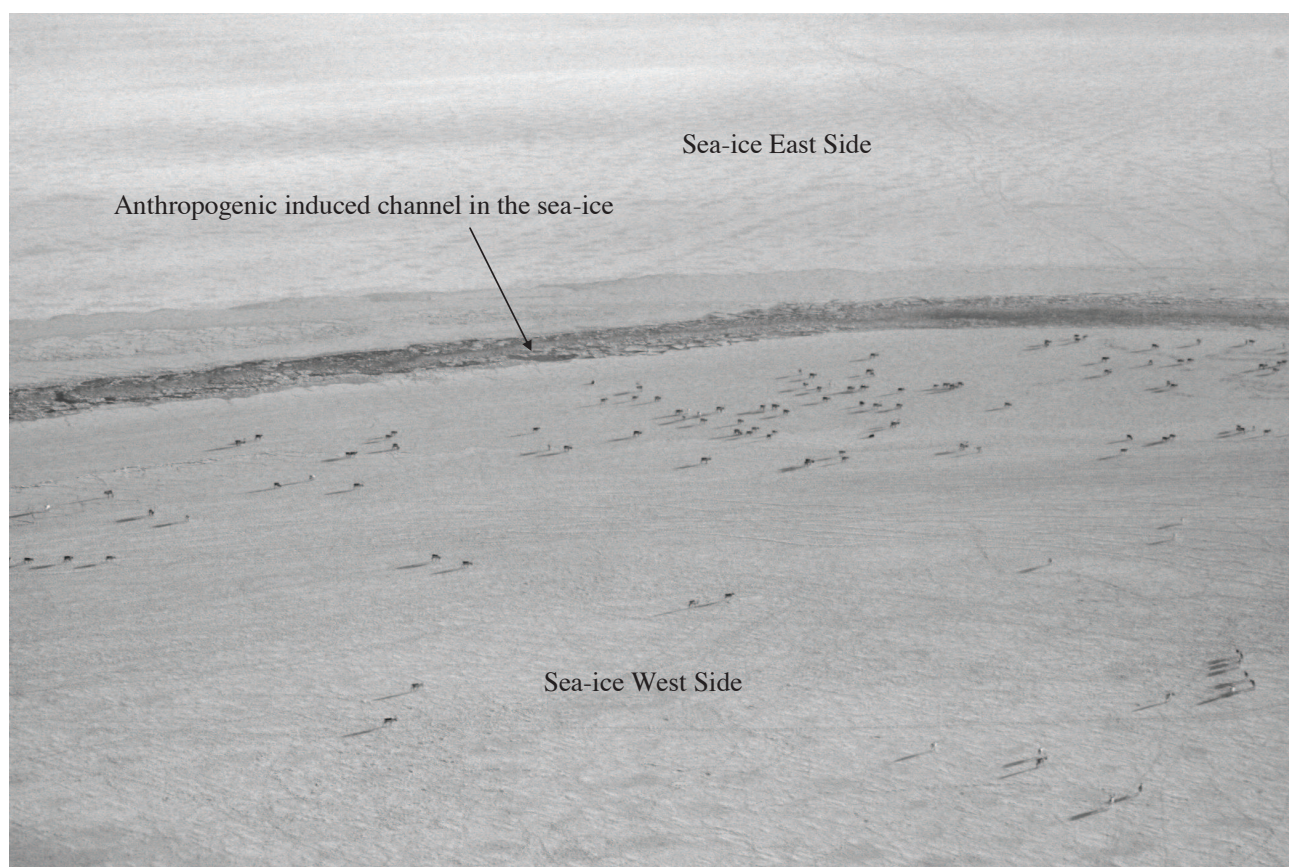 Sea-ice East Side
Anthropogenic induced channel in the sea-ice
Sea-ice West Side